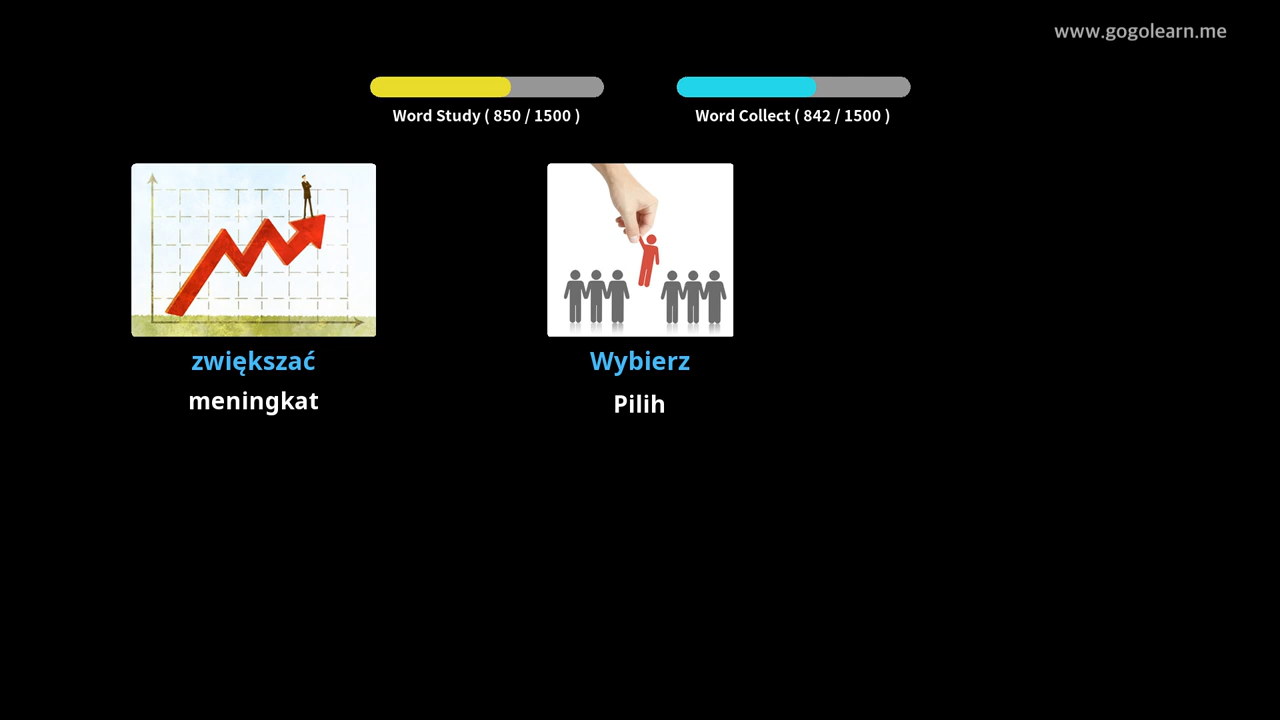 www.gogolearn.me
Word Study ( 850 / 1500 )
Word Collect ( 842 / 1500 )
zwiększać
meningkat
Wybierz
Pilih